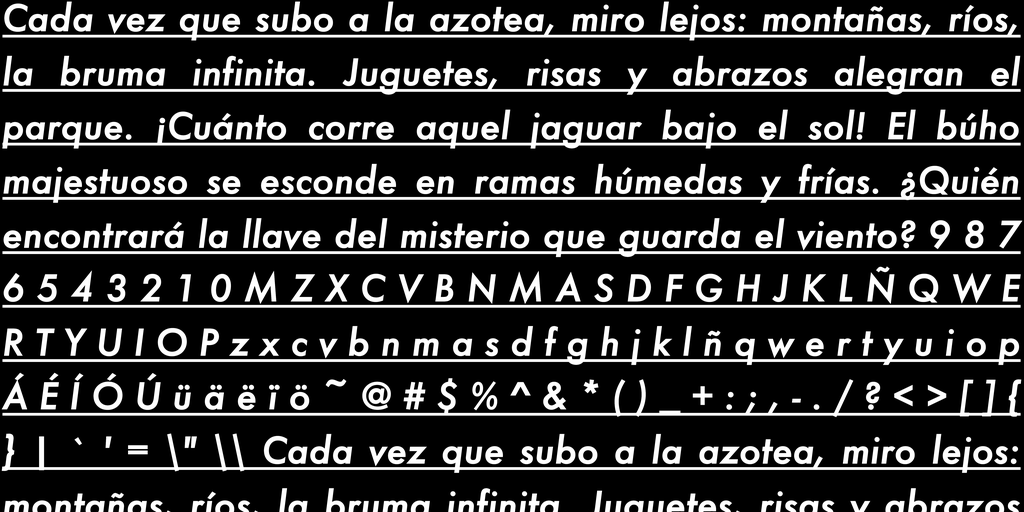 Cada vez que subo a la azotea, miro lejos: montañas, ríos,
la bruma infinita. Juguetes, risas y abrazos alegran el
parque. ¡Cuánto corre aquel jaguar bajo el sol! El búho
majestuoso se esconde en ramas húmedas y frías. ¿Quién
encontrará la llave del misterio que guarda el viento? 9 8 7
6 5 4 3 2 1 0 M Z X C V B N M A S D F G H J K L Ñ Q W E
R T Y U I O P z x c v b n m a s d f g h j k l ñ q w e r t y u i o p
Á É Í Ó Ú ü ä ë ï ö ~ @ # $ % ^ & * ( ) _ + : ; , - . / ? < > [ ] {
} | ` ' = \" \\ Cada vez que subo a la azotea, miro lejos:
montañas, ríos, la bruma infinita. Juguetes, risas y abrazos